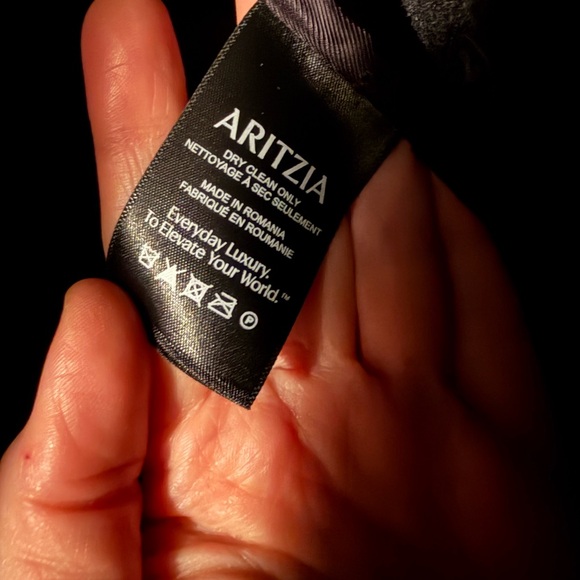 ARITZIA
DRY CLEAN ONLY
NETTOYAGE À SEC SEULEMENT
MADE IN ROMANIA
FABRIQUÉ EN ROUMANIE
Everyday Luxury.
To Elevate Your World.™
P